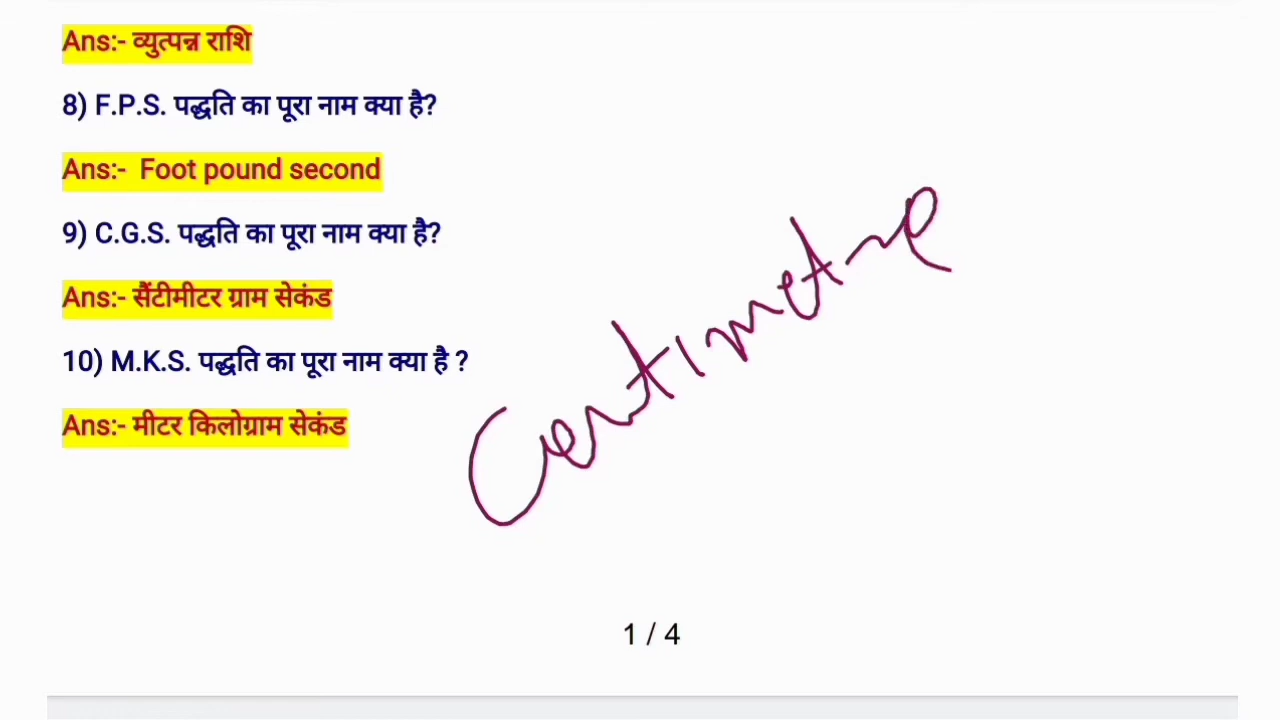 Ans:- व्युत्पन्न राशि
8) F.P.S. पद्धति का पूरा नाम क्या है?
Ans:- Foot pound second
9) C.G.S. पद्धति का पूरा नाम क्या है?
Ans:- सैंटीमीटर ग्राम सेकंड
10) M.K.S. पद्धति का पूरा नाम क्या है ?
Ans:- मीटर किलोग्राम सेकंड
Centimetre
1 / 4